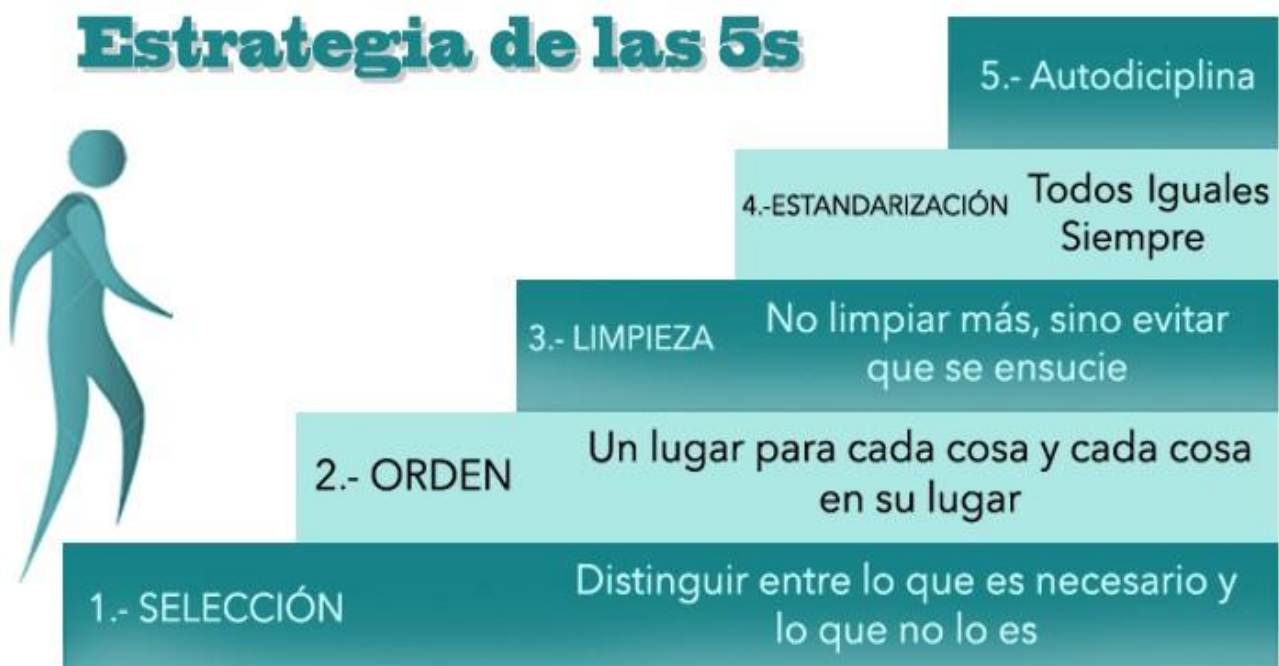 Estrategia de las 5s
5.- Autodiciplina
4.-ESTANDARIZACIÓN Todos Iguales
Siempre
3.- LIMPIEZA No limpiar más, sino evitar
que se ensucie
2.- ORDEN Un lugar para cada cosa y cada cosa
en su lugar
1.- SELECCIÓN Distinguir entre lo que es necesario y
lo que no lo es